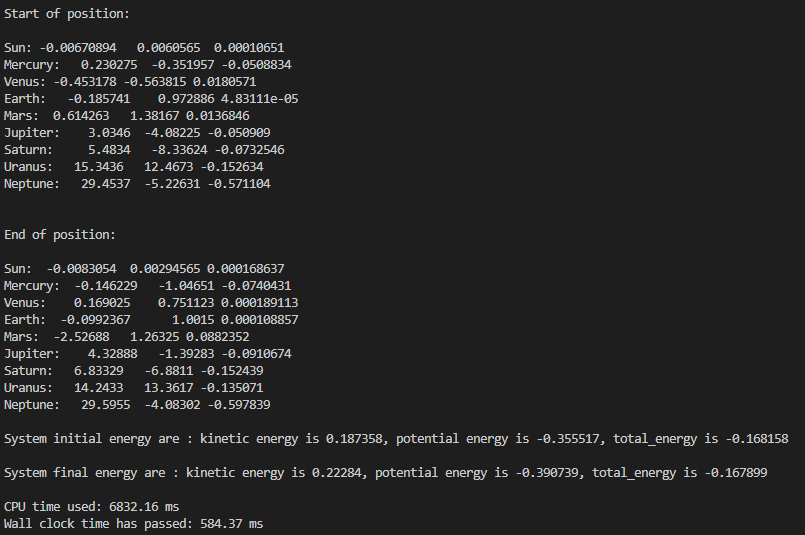 Start of position:
Sun: -0.00670894 0.0060565 0.00010651
Mercury: 0.230275 -0.351957 -0.0508834
Venus: -0.453178 -0.563815 0.0180571
Earth: -0.185741 0.972886 4.83111e-05
Mars: 0.614263 1.38167 0.0136846
Jupiter: 3.0346 -4.08225 -0.050909
Saturn: 5.4834 -8.33624 -0.0732546
Uranus: 15.3436 12.4673 -0.152634
Neptune: 29.4537 -5.22631 -0.571104
End of position:
Sun: -0.0083054 0.00294565 0.000168637
Mercury: -0.146229 -1.04651 -0.0740431
Venus: 0.169025 0.751123 0.000189113
Earth: -0.0992367 1.0015 0.000108857
Mars: -2.52688 1.26325 0.0882352
Jupiter: 4.32888 -1.39283 -0.0910674
Saturn: 6.83329 -6.8811 -0.152439
Uranus: 14.2433 13.3617 -0.135071
Neptune: 29.5955 -4.08302 -0.597839
System initial energy are : kinetic energy is 0.187358, potential energy is -0.355517, total_energy is -0.168158
System final energy are : kinetic energy is 0.22284, potential energy is -0.390739, total_energy is -0.167899
CPU time used: 6832.16 ms
Wall clock time has passed: 584.37 ms